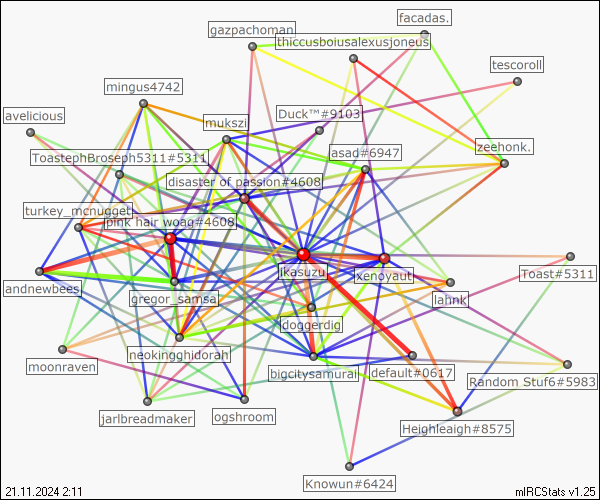 facadas.
gazpachoman
thiccusboiusalexusjoneus
tescoroll
mingus4742
avelicious
Duck™#9103
mukszi
zeehonk.
asad#6947
ToastephBroseph5311#5311
disaster of passion#4608
turkey_mcnugget
pink hair woag#4608
ikasuzu
xenoyaut
Toast#5311
andnewbees
gregor_samsa
lahnk
doggerdig
neokingghidorah
moonraven
bigcitysamurai
default#0617
Random Stuf6#5983
jarlbreadmaker
ogshroom
Heighleaigh#8575
Knowun#6424
21.11.2024 2:11
mIRCStats v1.25